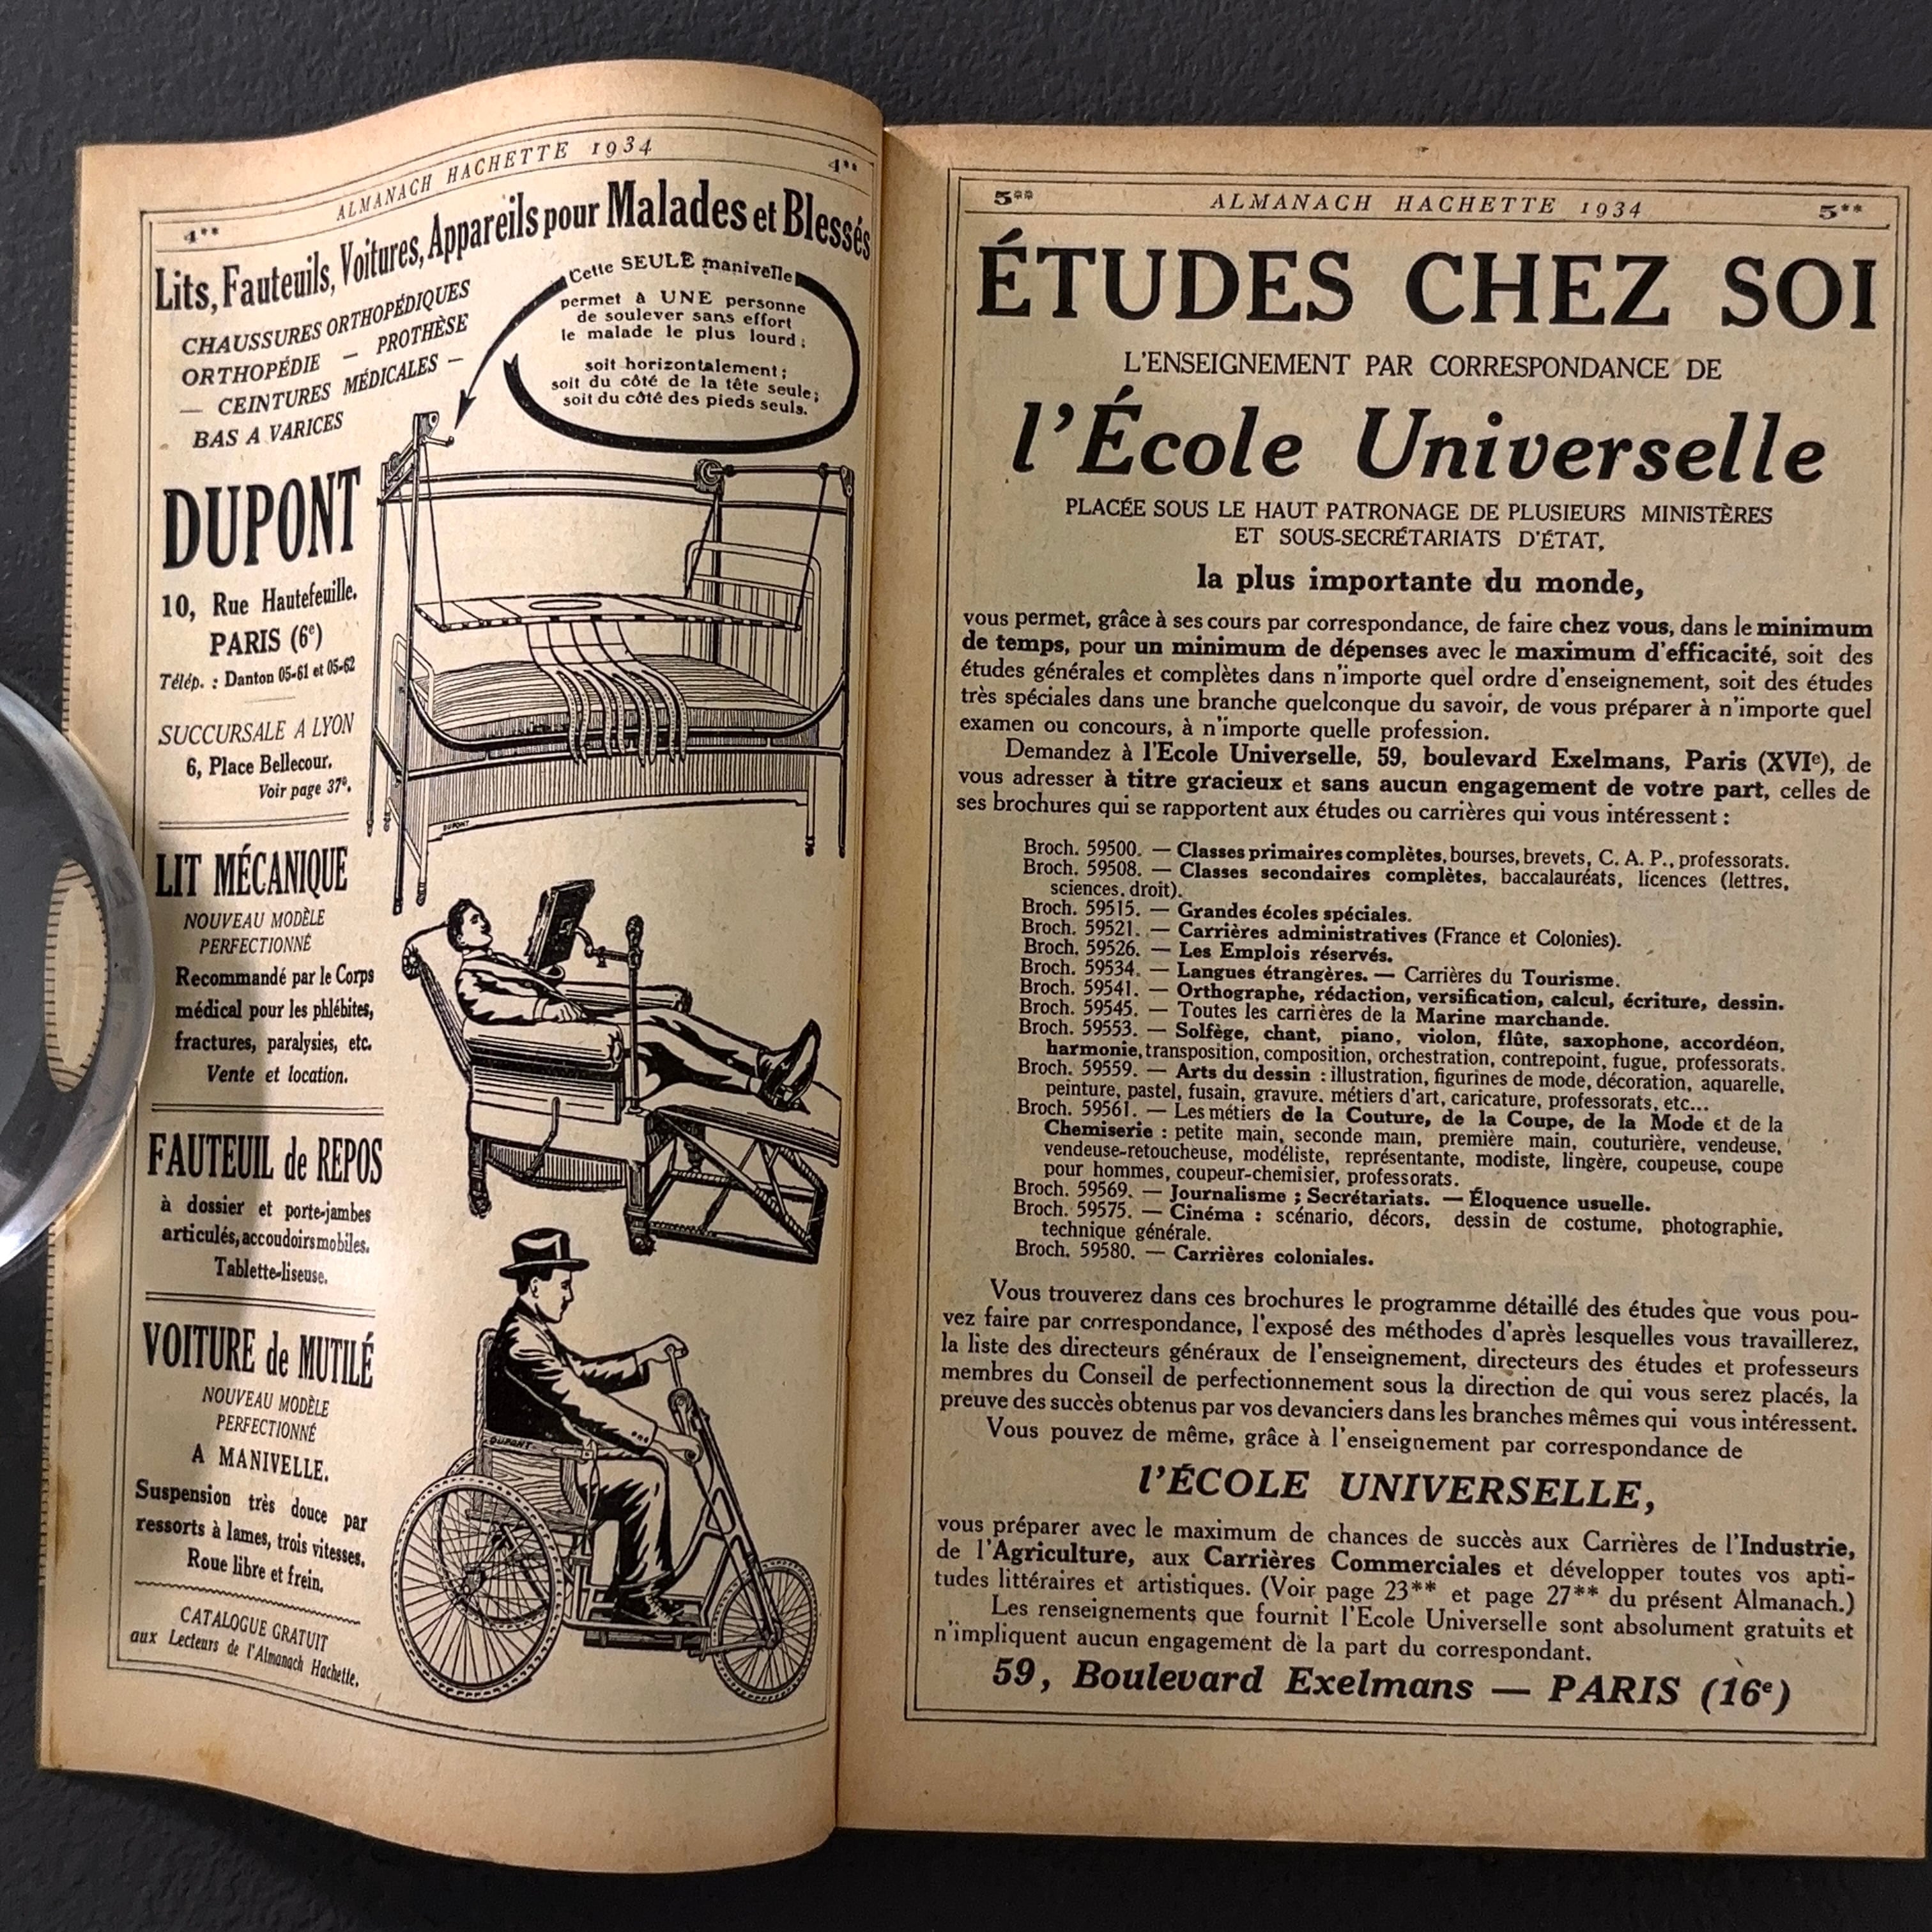 ALMANACH HACHETTE 1934
4**
4**
Lits, Fauteuils, Voitures, Appareils pour Malades et Blessés
CHAUSSURES ORTHOPÉDIQUES
ORTHOPÉDIE — PROTHÈSE
— CEINTURES MÉDICALES —
BAS A VARICES
Cette SEULE manivelle
permet à UNE personne
de soulever sans effort
le malade le plus lourd ;
soit horizontalement ;
soit du côté de la tête seule ;
soit du côté des pieds seuls.
DUPONT
10, Rue Hautefeuille.
PARIS (6e)
Télép. : Danton 05-61 et 05-62
SUCCURSALE A LYON
6, Place Bellecour.
Voir page 37°.
DUPONT
LIT MÉCANIQUE
NOUVEAU MODÈLE
PERFECTIONNÉ
Recommandé par le Corps
médical pour les phlébites,
fractures, paralysies, etc.
Vente et location.
FAUTEUIL de REPOS
à dossier et porte-jambes
articulés, accoudoirs mobiles.
Tablette-liseuse.
VOITURE de MUTILÉ
NOUVEAU MODÈLE
PERFECTIONNÉ
A MANIVELLE.
Suspension très douce par
ressorts à lames, trois vitesses.
Roue libre et frein.
DUPONT
CATALOGUE GRATUIT
aux Lecteurs de l'Almanach Hachette.
5** ALMANACH HACHETTE 1934 5**
ÉTUDES CHEZ SOI
L'ENSEIGNEMENT PAR CORRESPONDANCE DE
l'École Universelle
PLACÉE SOUS LE HAUT PATRONAGE DE PLUSIEURS MINISTÈRES
ET SOUS-SECRÉTARIATS D'ÉTAT,
la plus importante du monde,
vous permet, grâce à ses cours par correspondance, de faire chez vous, dans le minimum
de temps, pour un minimum de dépenses avec le maximum d'efficacité, soit des
études générales et complètes dans n'importe quel ordre d'enseignement, soit des études
très spéciales dans une branche quelconque du savoir, de vous préparer à n'importe quel
examen ou concours, à n'importe quelle profession.
Demandez à l'Ecole Universelle, 59, boulevard Exelmans, Paris (XVIe), de
vous adresser à titre gracieux et sans aucun engagement de votre part, celles de
ses brochures qui se rapportent aux études ou carrières qui vous intéressent :
Broch. 59500. — Classes primaires complètes, bourses, brevets, C. A. P., professorats.
Broch. 59508. — Classes secondaires complètes, baccalauréats, licences (lettres,
sciences, droit).
Broch. 59515. — Grandes écoles spéciales.
Broch. 59521. — Carrières administratives (France et Colonies).
Broch. 59526. — Les Emplois réservés.
Broch. 59534. — Langues étrangères. — Carrières du Tourisme.
Broch. 59541. — Orthographe, rédaction, versification, calcul, écriture, dessin.
Broch. 59545. — Toutes les carrières de la Marine marchande.
Broch. 59553. — Solfège, chant, piano, violon, flûte, saxophone, accordéon,
harmonie, transposition, composition, orchestration, contrepoint, fugue, professorats.
Broch. 59559. — Arts du dessin : illustration, figurines de mode, décoration, aquarelle,
peinture, pastel, fusain, gravure, métiers d'art, caricature, professorats, etc...
Broch. 59561. — Les métiers de la Couture, de la Coupe, de la Mode et de la
Chemiserie : petite main, seconde main, première main, couturière, vendeuse,
vendeuse-retoucheuse, modéliste, représentante, modiste, lingère, coupeuse, coupe
pour hommes, coupeur-chemisier, professorats.
Broch. 59569. — Journalisme ; Secrétariats. — Éloquence usuelle.
Broch. 59575. — Cinéma : scénario, décors, dessin de costume, photographie,
technique générale.
Broch. 59580. — Carrières coloniales.
Vous trouverez dans ces brochures le programme détaillé des études que vous pou-
vez faire par correspondance, l'exposé des méthodes d'après lesquelles vous travaillerez,
la liste des directeurs généraux de l'enseignement, directeurs des études et professeurs
membres du Conseil de perfectionnement sous la direction de qui vous serez placés, la
preuve des succès obtenus par vos devanciers dans les branches mêmes qui vous intéressent.
Vous pouvez de même, grâce à l'enseignement par correspondance de
l'ÉCOLE UNIVERSELLE,
vous préparer avec le maximum de chances de succès aux Carrières de l'Industrie,
de l'Agriculture, aux Carrières Commerciales et développer toutes vos apti-
tudes littéraires et artistiques. (Voir page 23** et page 27** du présent Almanach.)
Les renseignements que fournit l'Ecole Universelle sont absolument gratuits et
n'impliquent aucun engagement de la part du correspondant.
59, Boulevard Exelmans — PARIS (16e)